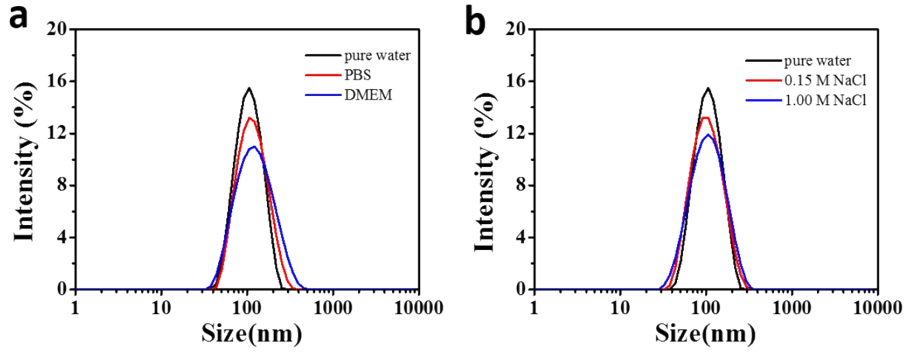 a
20
16
12
8
4
0
Intensity (%)
pure water
PBS
DMEM
1 10 100 1000 10000
Size(nm)
b
20
16
12
8
4
0
Intensity (%)
pure water
0.15 M NaCl
1.00 M NaCl
1 10 100 1000 10000
Size(nm)